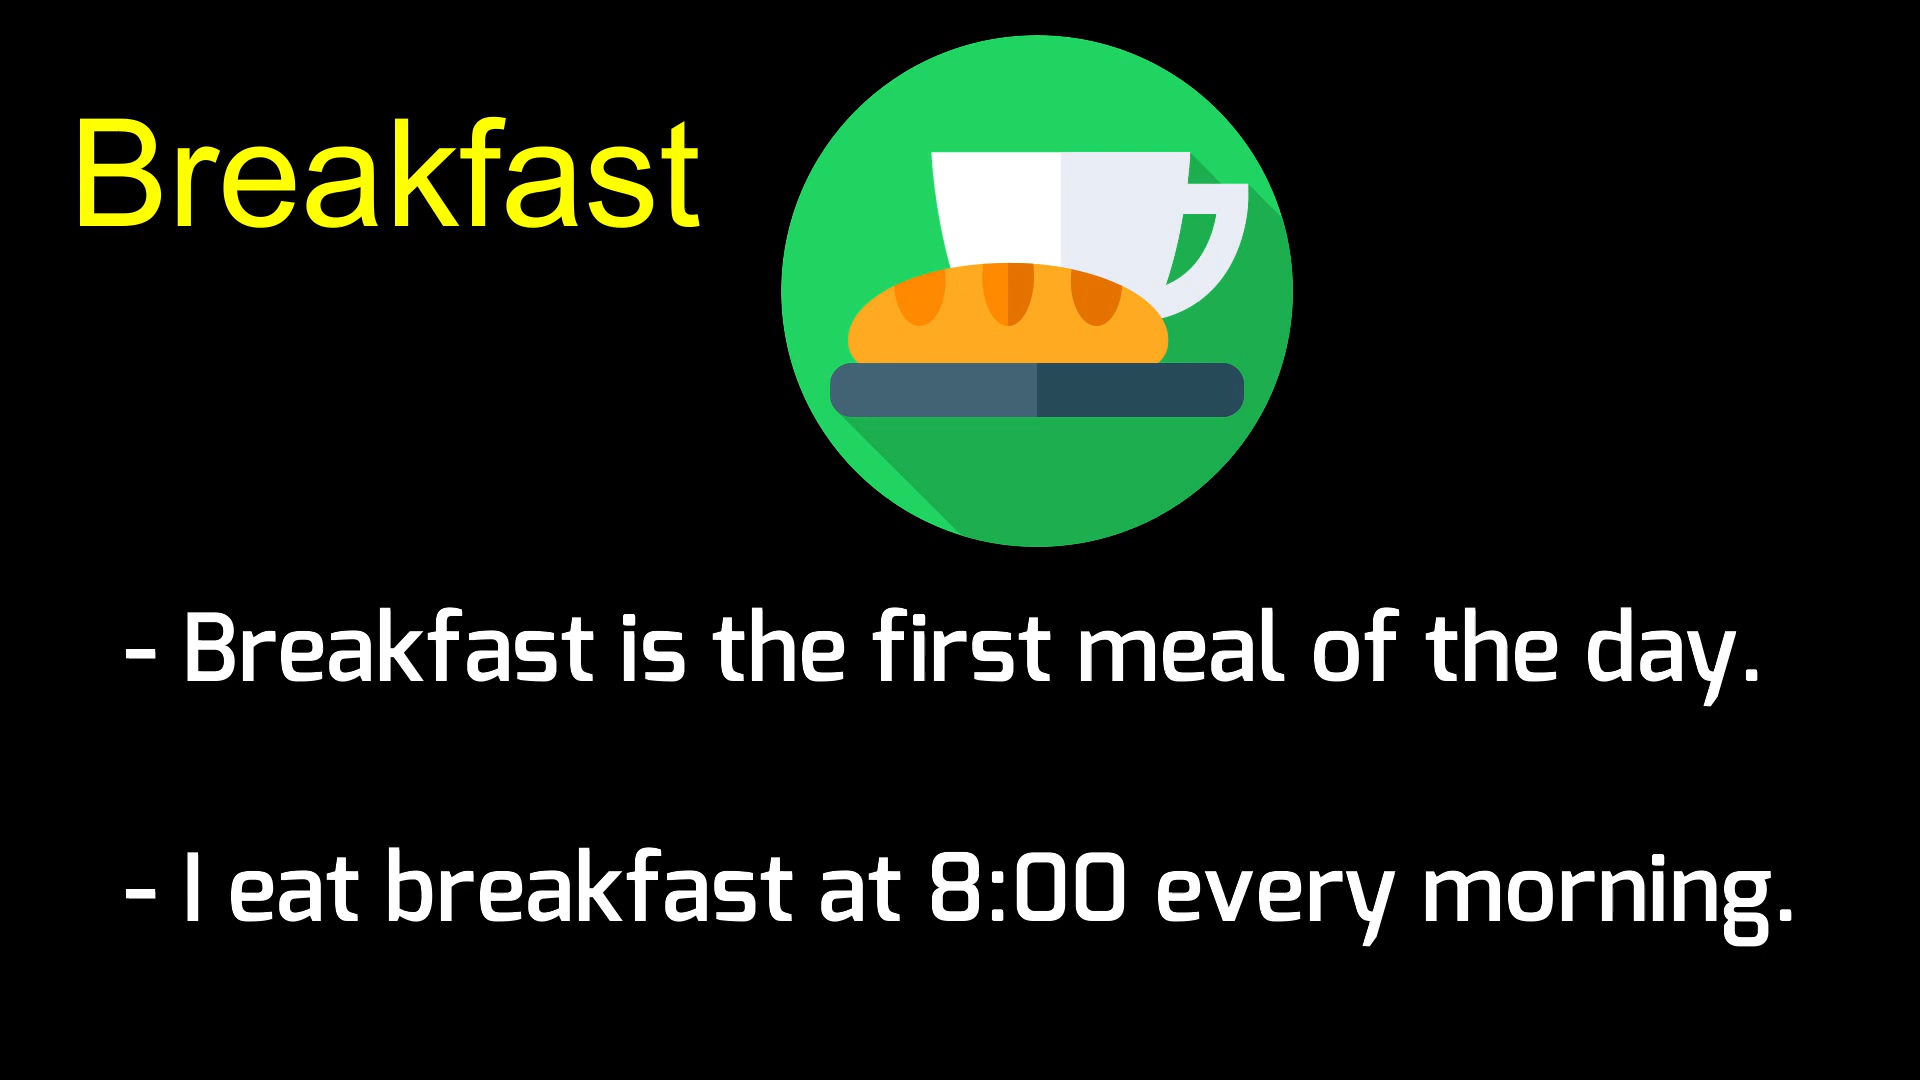 Breakfast
- Breakfast is the first meal of the day.
- I eat breakfast at 8:00 every morning.